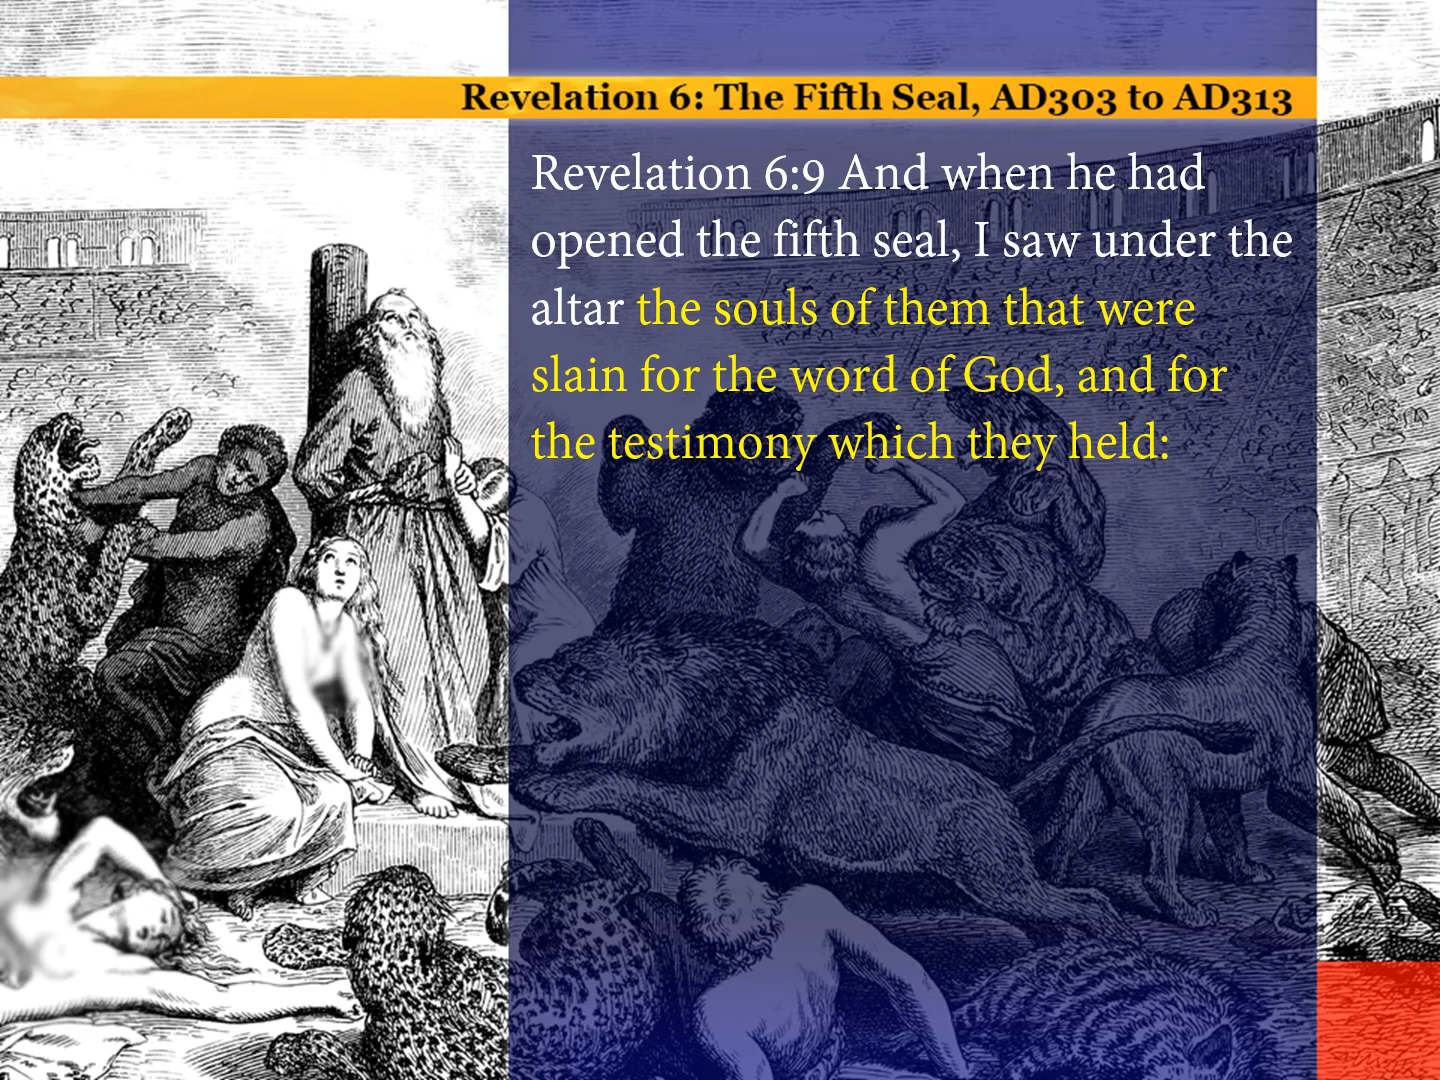 Revelation 6: The Fifth Seal, AD303 to AD313
Revelation 6:9 And when he had
opened the fifth seal, I saw under the
altar the souls of them that were
slain for the word of God, and for
the testimony which they held: